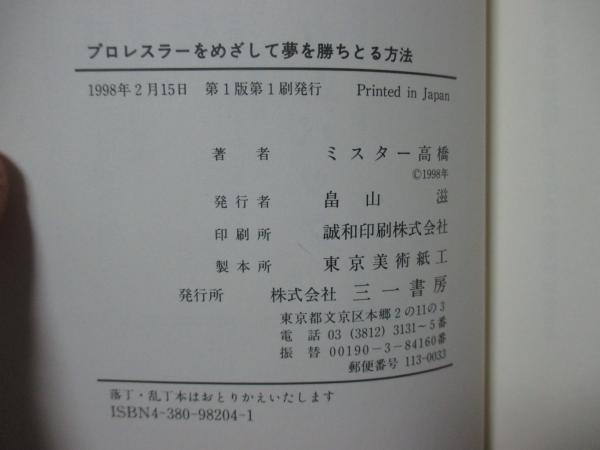 プロレスラーをめざして夢を勝ちとる方法
1998年2月15日　第1版第1刷発行　Printed in Japan
著者　ミスター高橋
©1998年
発行者　畠山滋
印刷所　誠和印刷株式会社
製本所　東京美術紙工
発行所　株式会社 三一書房
東京都文京区本郷2の11の3
電話 03 (3812) 3131〜5番
振替 00190-3-84160番
郵便番号 113-0033
落丁・乱丁本はおとりかえいたします
ISBN4-380-98204-1